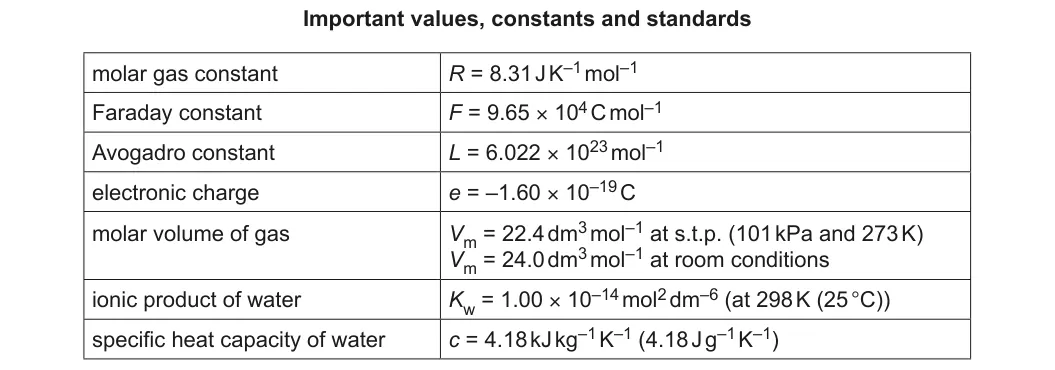 Important values, constants and standards
molar gas constant R = 8.31 J K⁻¹ mol⁻¹
Faraday constant F = 9.65 × 10⁴ C mol⁻¹
Avogadro constant L = 6.022 × 10²³ mol⁻¹
electronic charge e = –1.60 × 10⁻¹⁹ C
molar volume of gas Vₘ = 22.4 dm³ mol⁻¹ at s.t.p. (101 kPa and 273 K)
Vₘ = 24.0 dm³ mol⁻¹ at room conditions
ionic product of water K_w = 1.00 × 10⁻¹⁴ mol² dm⁻⁶ (at 298 K (25 °C))
specific heat capacity of water c = 4.18 kJ kg⁻¹ K⁻¹ (4.18 J g⁻¹ K⁻¹)